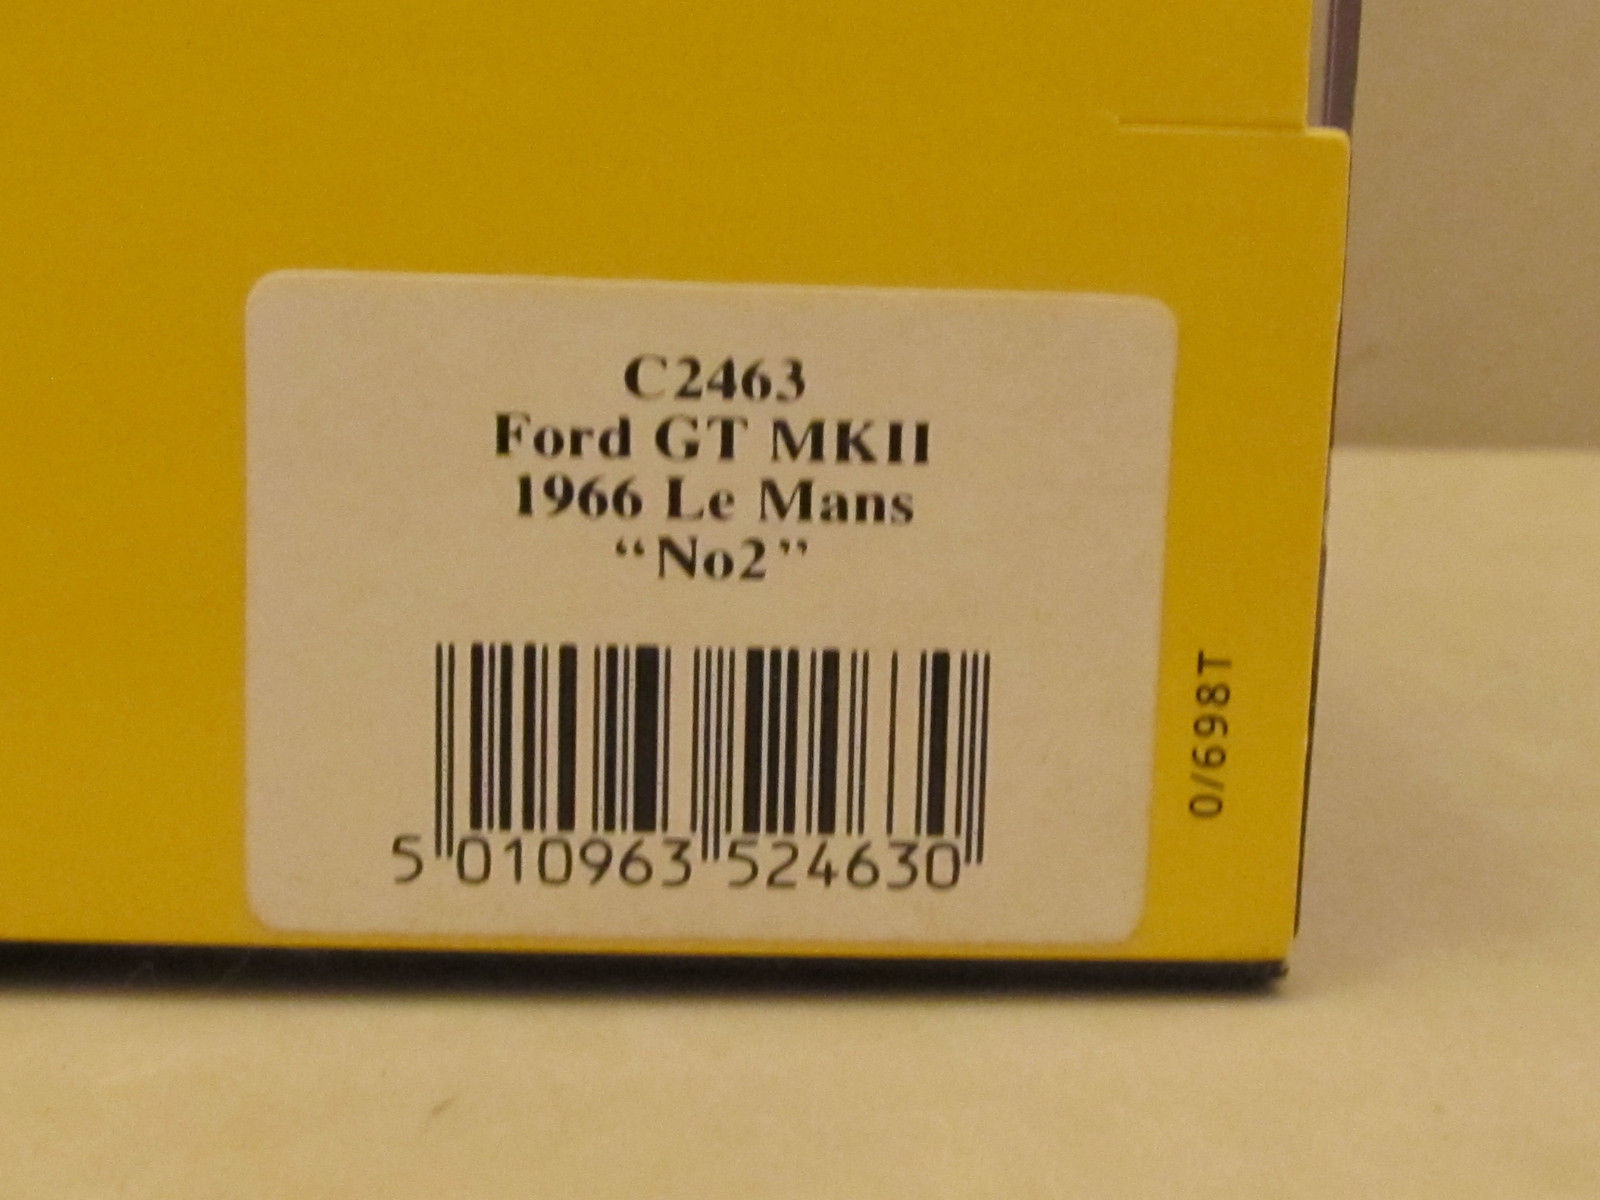 C2463
Ford GT MKII
1966 Le Mans
“No2”
5 010963 524630
0/698T